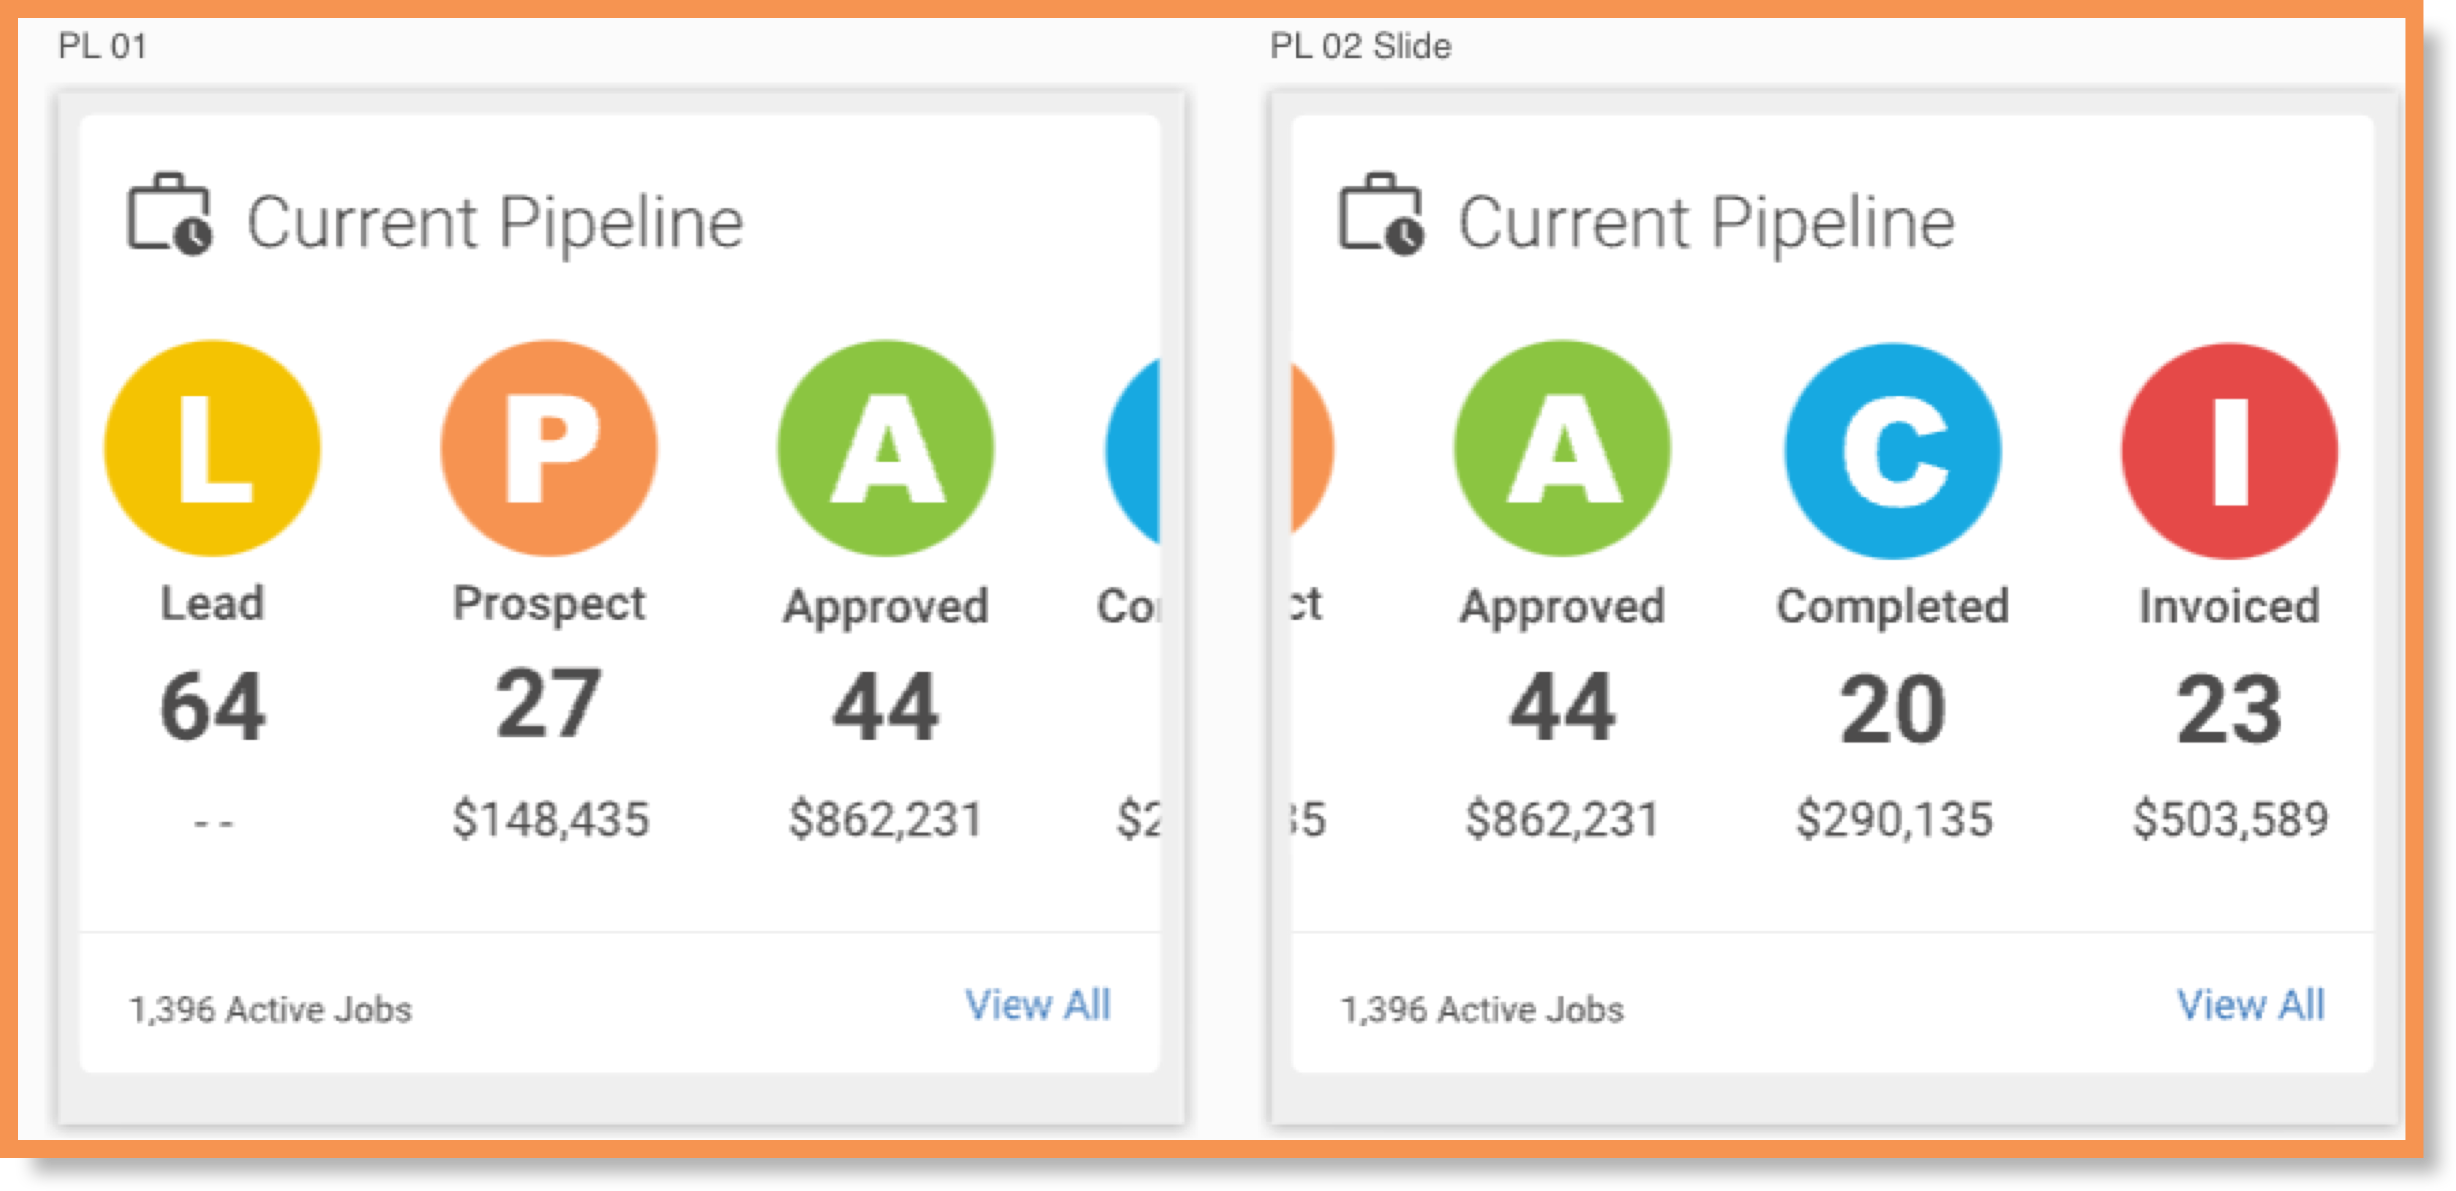 PL 01
Current Pipeline
L P A
Lead Prospect Approved Co
64 27 44
- - $148,435 $862,231 $2
1,396 Active Jobs View All
PL 02 Slide
Current Pipeline
A C I
ct Approved Completed Invoiced
44 20 23
35 $862,231 $290,135 $503,589
1,396 Active Jobs View All